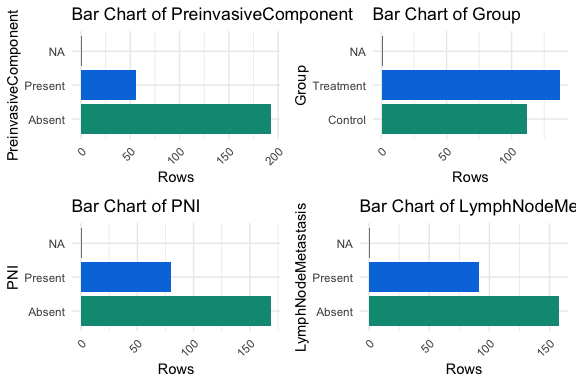 Bar Chart of PreinvasiveComponent
PreinvasiveComponent
NA
Present
Absent
0
50
100
150
200
Rows
Bar Chart of Group
Group
NA
Treatment
Control
0
100
Rows
Bar Chart of PNI
PNI
NA
Present
Absent
0
50
100
150
Rows
Bar Chart of LymphNodeMe
LymphNodeMetastasis
NA
Present
Absent
0
50
100
150
Rows